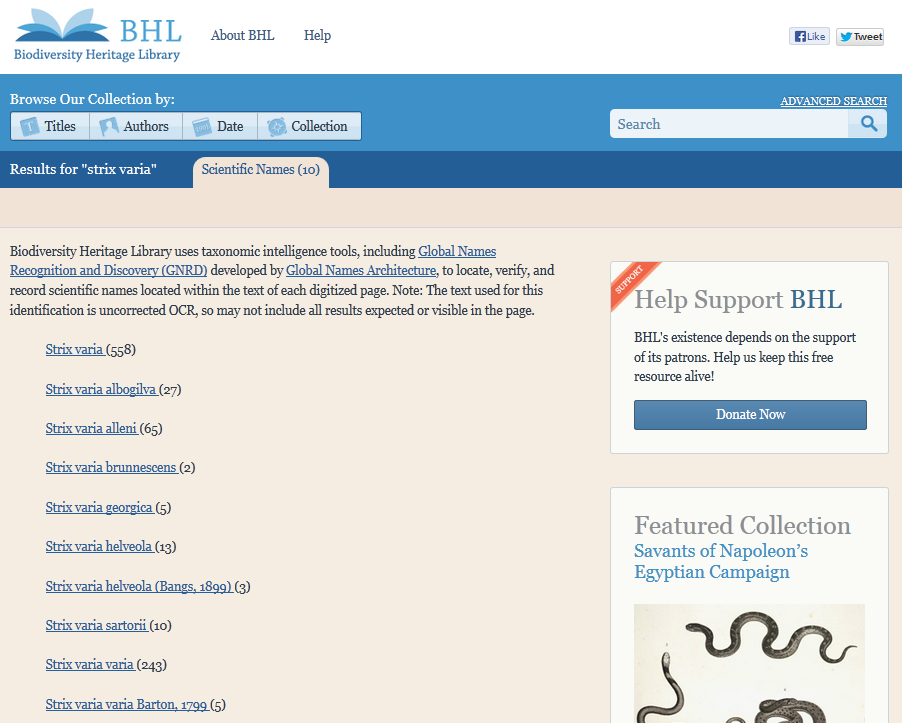 BHL
Biodiversity Heritage Library
About BHL
Help
Like
Tweet
Browse Our Collection by:
Titles
Authors
Date
Collection
ADVANCED SEARCH
Search
Results for "strix varia"
Scientific Names (10)
Biodiversity Heritage Library uses taxonomic intelligence tools, including Global Names
Recognition and Discovery (GNRD) developed by Global Names Architecture, to locate, verify, and
record scientific names located within the text of each digitized page. Note: The text used for this
identification is uncorrected OCR, so may not include all results expected or visible in the page.
Strix varia (558)
Strix varia albogilva (27)
Strix varia alleni (65)
Strix varia brunnescens (2)
Strix varia georgica (5)
Strix varia helveola (13)
Strix varia helveola (Bangs, 1899) (3)
Strix varia sartorii (10)
Strix varia varia (243)
Strix varia varia Barton, 1799 (5)
SUPPORT
Help Support BHL
BHL's existence depends on the support
of its patrons. Help us keep this free
resource alive!
Donate Now
Featured Collection
Savants of Napoleon's
Egyptian Campaign